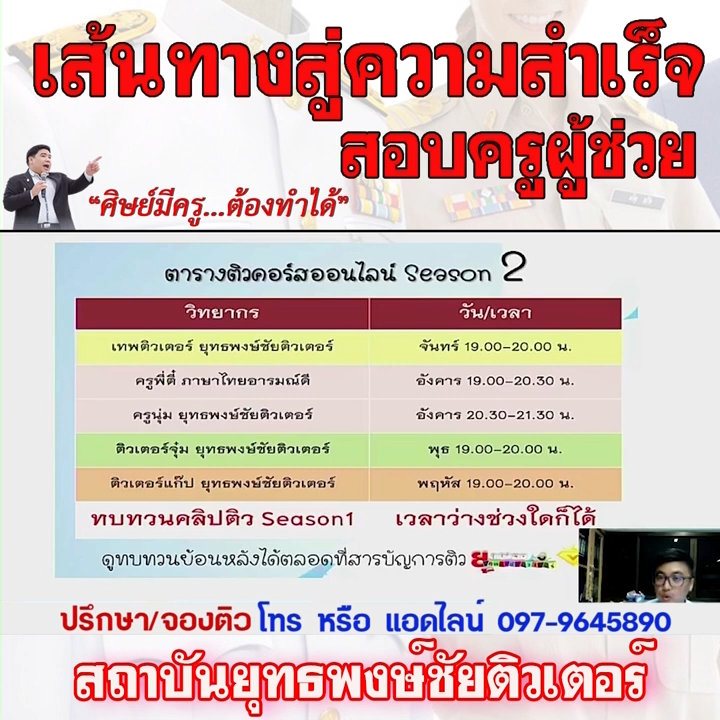 เส้นทางสู่ความสำเร็จ
สอบครูผู้ช่วย
“ศิษย์มีครู...ต้องทำได้”
ตารางติวคอร์สออนไลน์ Season 2
วิทยากร วัน/เวลา
เทพติวเตอร์ ยุทธพงษ์ชัยติวเตอร์ จันทร์ 19.00-20.00 น.
ครูพี่ตี๋ ภาษาไทยอารมณ์ดี อังคาร 19.00-20.30 น.
ครูนุ่ม ยุทธพงษ์ชัยติวเตอร์ อังคาร 20.30-21.30 น.
ติวเตอร์จุ๋ม ยุทธพงษ์ชัยติวเตอร์ พุธ 19.00-20.00 น.
ติวเตอร์แก๊ป ยุทธพงษ์ชัยติวเตอร์ พฤหัส 19.00-20.00 น.
ทบทวนคลิปติว Season1 เวลาว่างช่วงใดก็ได้
ดูทบทวนย้อนหลังได้ตลอดที่สารบัญการติว
ปรึกษา/จองติว โทร หรือ แอดไลน์ 097-9645890
สถาบันยุทธพงษ์ชัยติวเตอร์